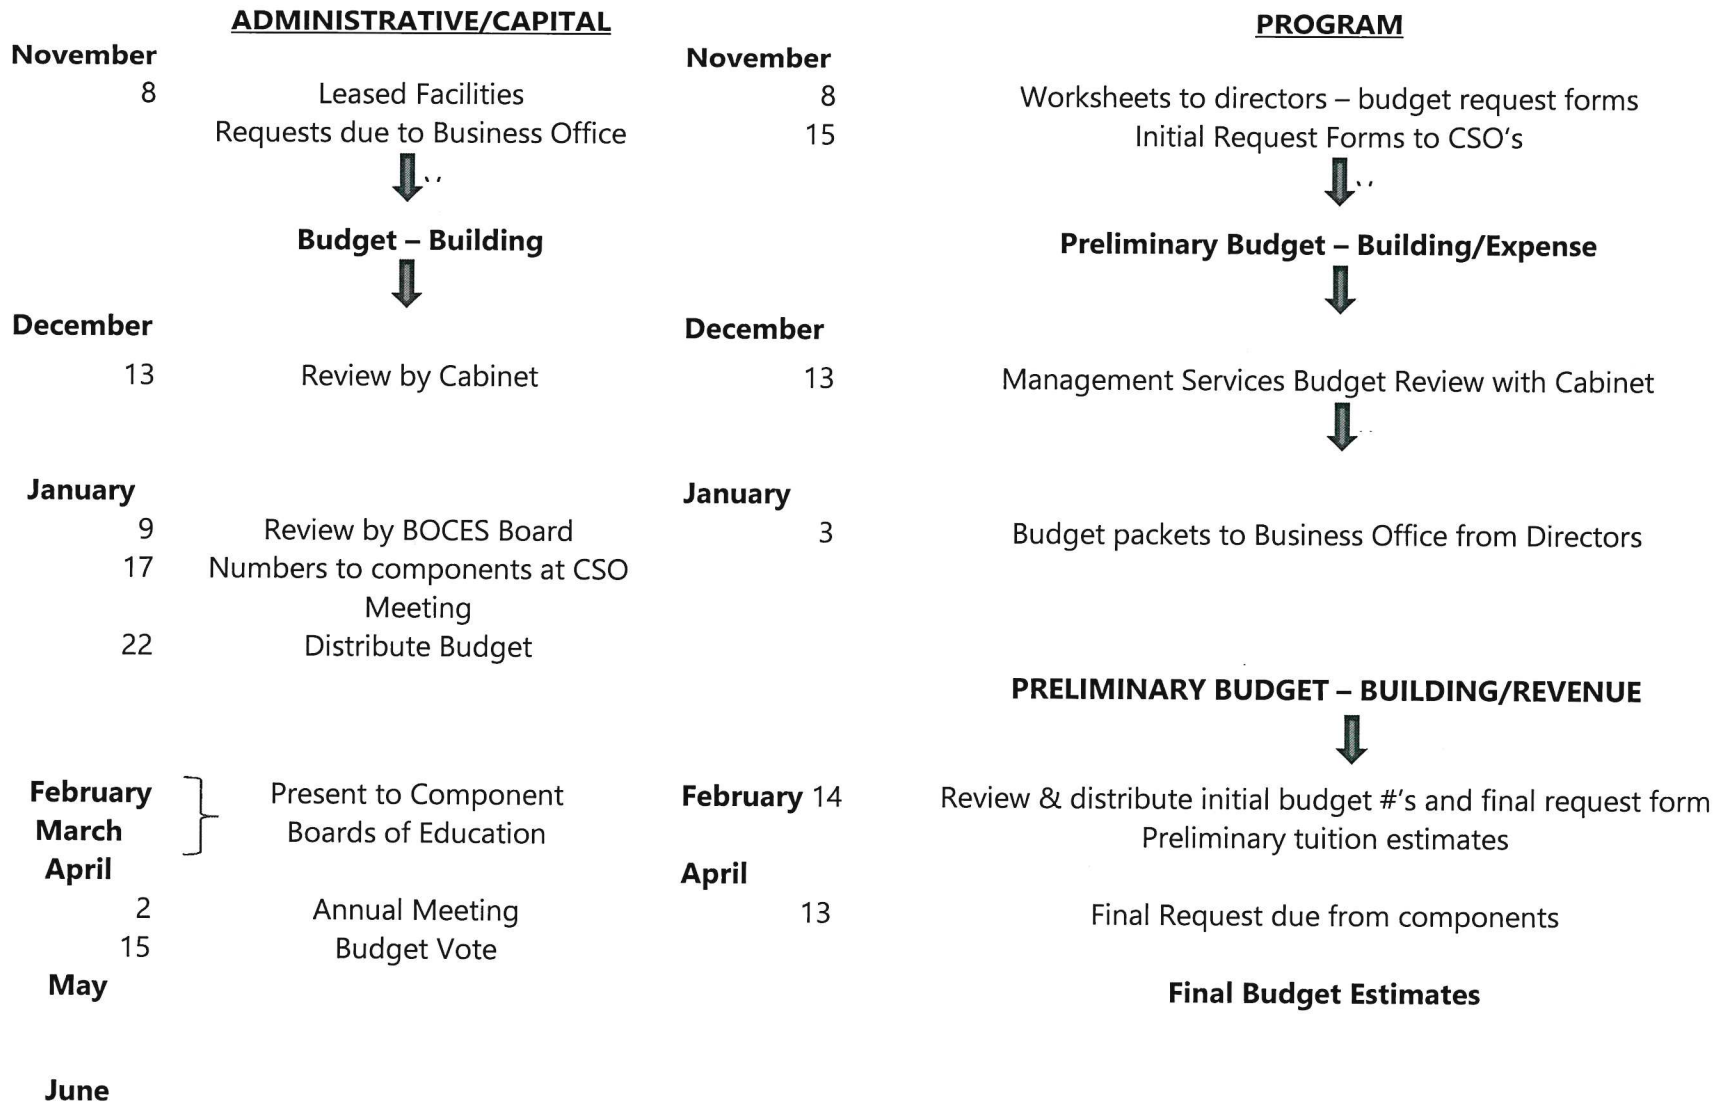 ADMINISTRATIVE/CAPITAL
November
8 Leased Facilities
Requests due to Business Office
Budget – Building
December
13 Review by Cabinet
January
9 Review by BOCES Board
17 Numbers to components at CSO
Meeting
22 Distribute Budget
February Present to Component
March Boards of Education
April
2 Annual Meeting
15 Budget Vote
May
June
PROGRAM
November
8 Worksheets to directors – budget request forms
15 Initial Request Forms to CSO's
Preliminary Budget – Building/Expense
December
13 Management Services Budget Review with Cabinet
January
3 Budget packets to Business Office from Directors
PRELIMINARY BUDGET – BUILDING/REVENUE
February 14 Review & distribute initial budget #'s and final request form
Preliminary tuition estimates
April
13 Final Request due from components
Final Budget Estimates